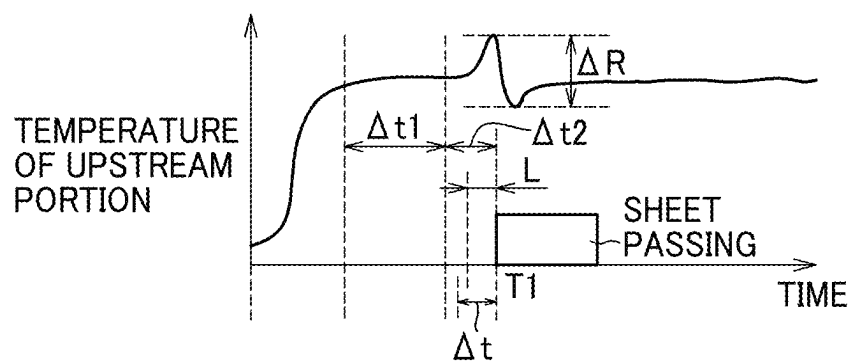 ΔR
TEMPERATURE
OF UPSTREAM
PORTION
Δt1
Δt2
L
SHEET
PASSING
T1
TIME
Δt